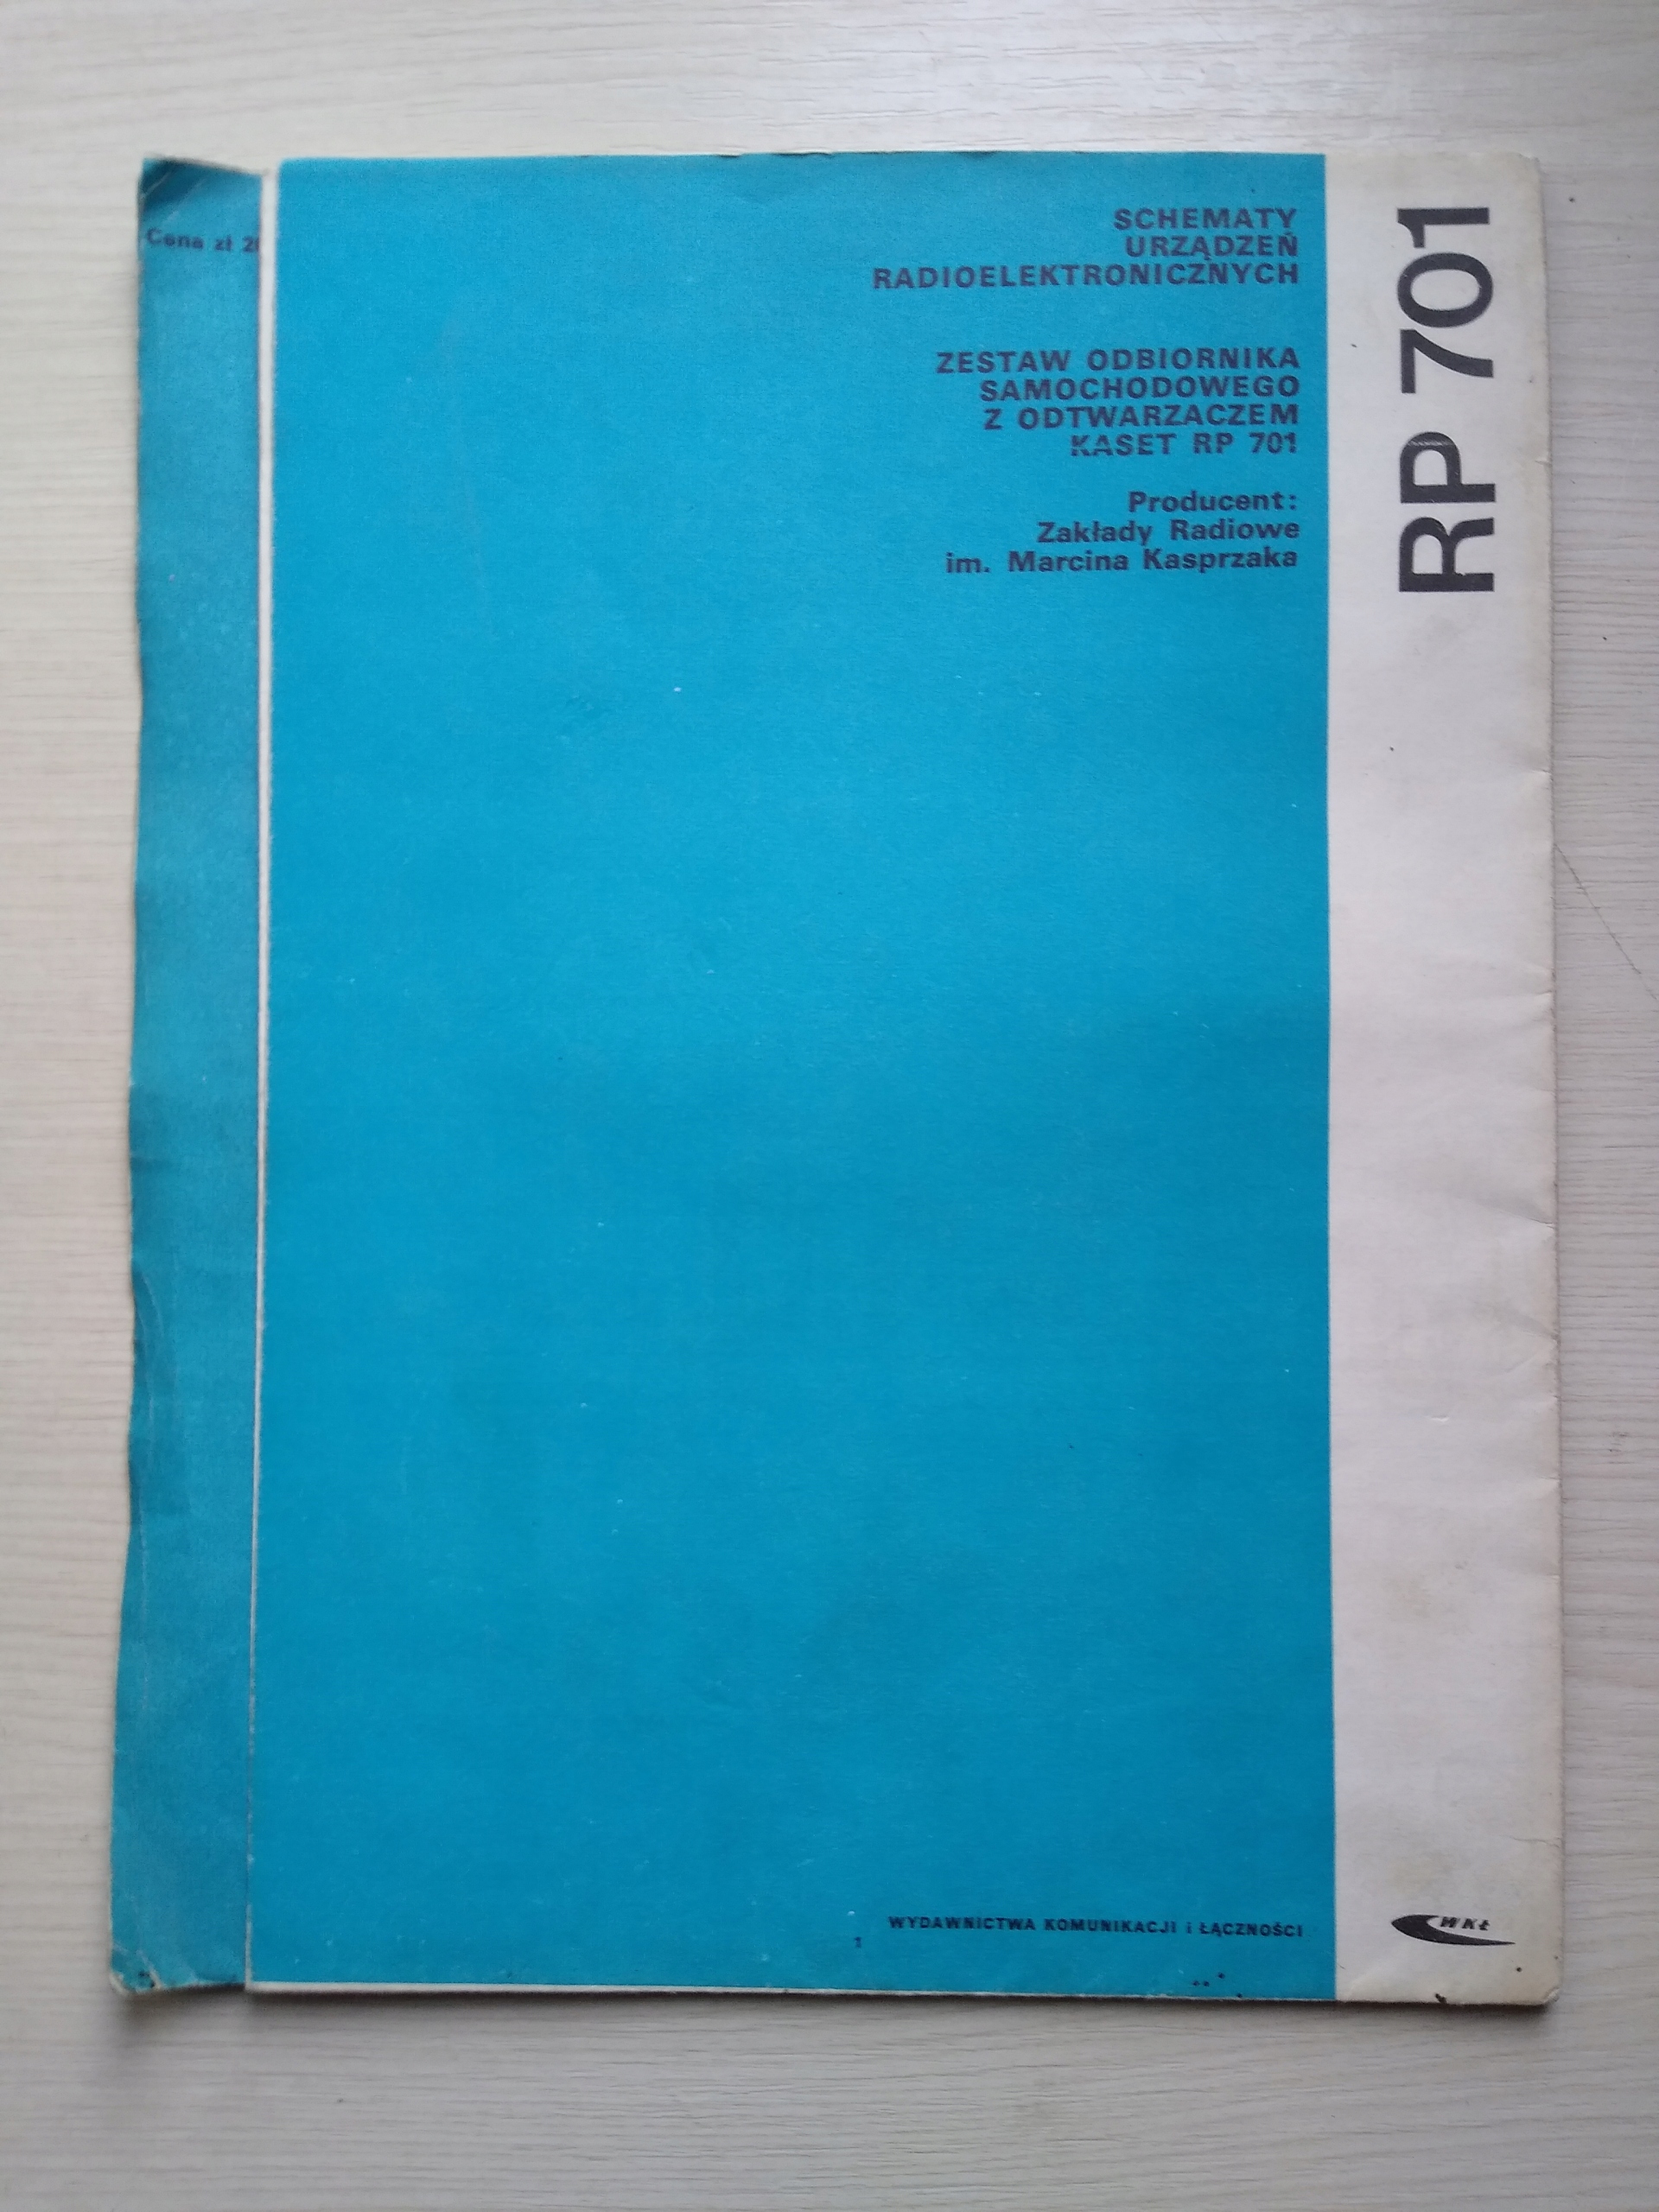 Cena zł
SCHEMATY
URZĄDZEŃ
RADIOELEKTRONICZNYCH
ZESTAW ODBIORNIKA
SAMOCHODOWEGO
Z ODTWARZACZEM
KASET RP 701
Producent:
Zakłady Radiowe
im. Marcina Kasprzaka
RP 701
WYDAWNICTWA KOMUNIKACJI i ŁĄCZNOŚCI
1
WKŁ